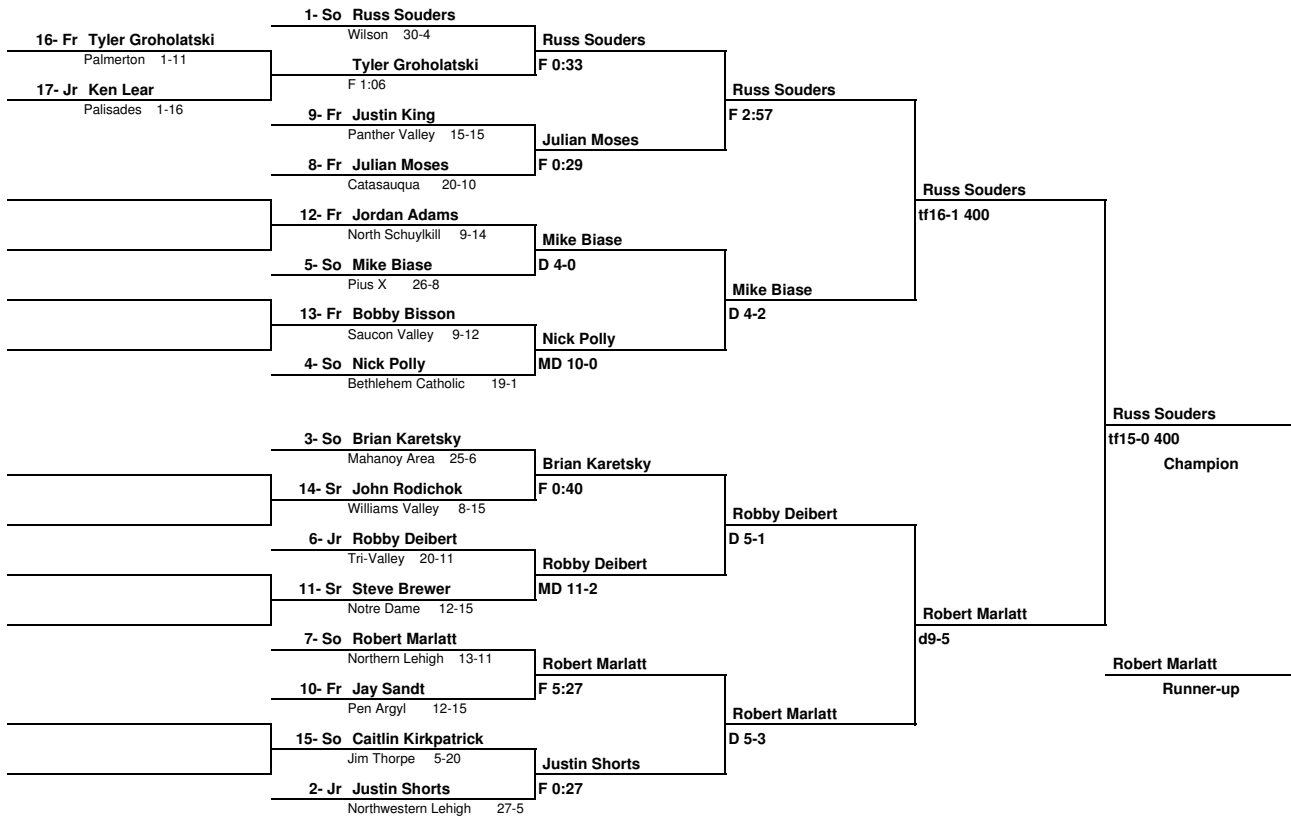 16- Fr Tyler Groholatski
Palmerton 1-11
17- Jr Ken Lear
Palisades 1-16
1- So Russ Souders
Wilson 30-4
Tyler Groholatski
F 1:06
9- Fr Justin King
Panther Valley 15-15
8- Fr Julian Moses
Catasauqua 20-10
12- Fr Jordan Adams
North Schuylkill 9-14
5- So Mike Biase
Pius X 26-8
13- Fr Bobby Bisson
Saucon Valley 9-12
4- So Nick Polly
Bethlehem Catholic 19-1
3- So Brian Karetsky
Mahanoy Area 25-6
14- Sr John Rodichok
Williams Valley 8-15
6- Jr Robby Deibert
Tri-Valley 20-11
11- Sr Steve Brewer
Notre Dame 12-15
7- So Robert Marlatt
Northern Lehigh 13-11
10- Fr Jay Sandt
Pen Argyl 12-15
15- So Caitlin Kirkpatrick
Jim Thorpe 5-20
2- Jr Justin Shorts
Northwestern Lehigh 27-5
Russ Souders
F 0:33
Julian Moses
F 0:29
Mike Biase
D 4-0
Nick Polly
MD 10-0
Brian Karetsky
F 0:40
Robby Deibert
MD 11-2
Robert Marlatt
F 5:27
Justin Shorts
F 0:27
Russ Souders
F 2:57
Mike Biase
D 4-2
Robby Deibert
D 5-1
Robert Marlatt
D 5-3
Russ Souders
tf16-1 400
Robert Marlatt
d9-5
Russ Souders
tf15-0 400
Champion
Robert Marlatt
Runner-up